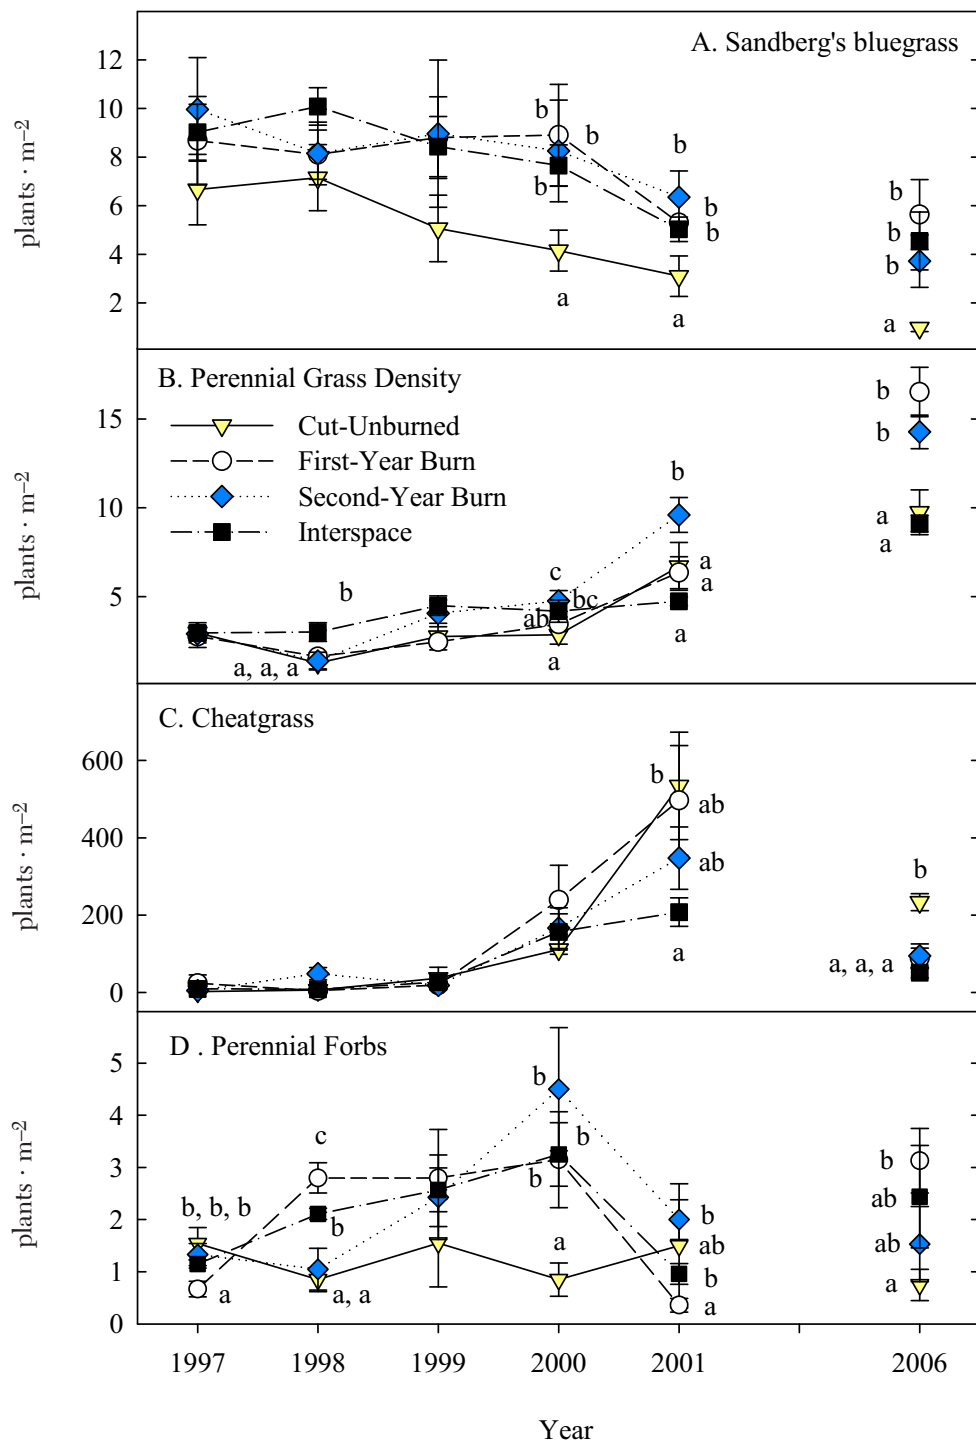 A. Sandberg's bluegrass
12
10
8
6
4
2
plants · m⁻²
b
b
b
a
b
b
b
a
b
b
b
a
B. Perennial Grass Density
Cut-Unburned
First-Year Burn
Second-Year Burn
Interspace
15
10
5
plants · m⁻²
b
a, a, a
c
bc
ab
a
b
a
a
a
b
b
a
a
C. Cheatgrass
600
400
200
0
plants · m⁻²
b
ab
ab
a
b
a, a, a
D . Perennial Forbs
5
4
3
2
1
0
plants · m⁻²
b, b, b
a
c
b
a, a
b
b
b
a
b
ab
b
a
b
ab
ab
a
1997 1998 1999 2000 2001 2006
Year